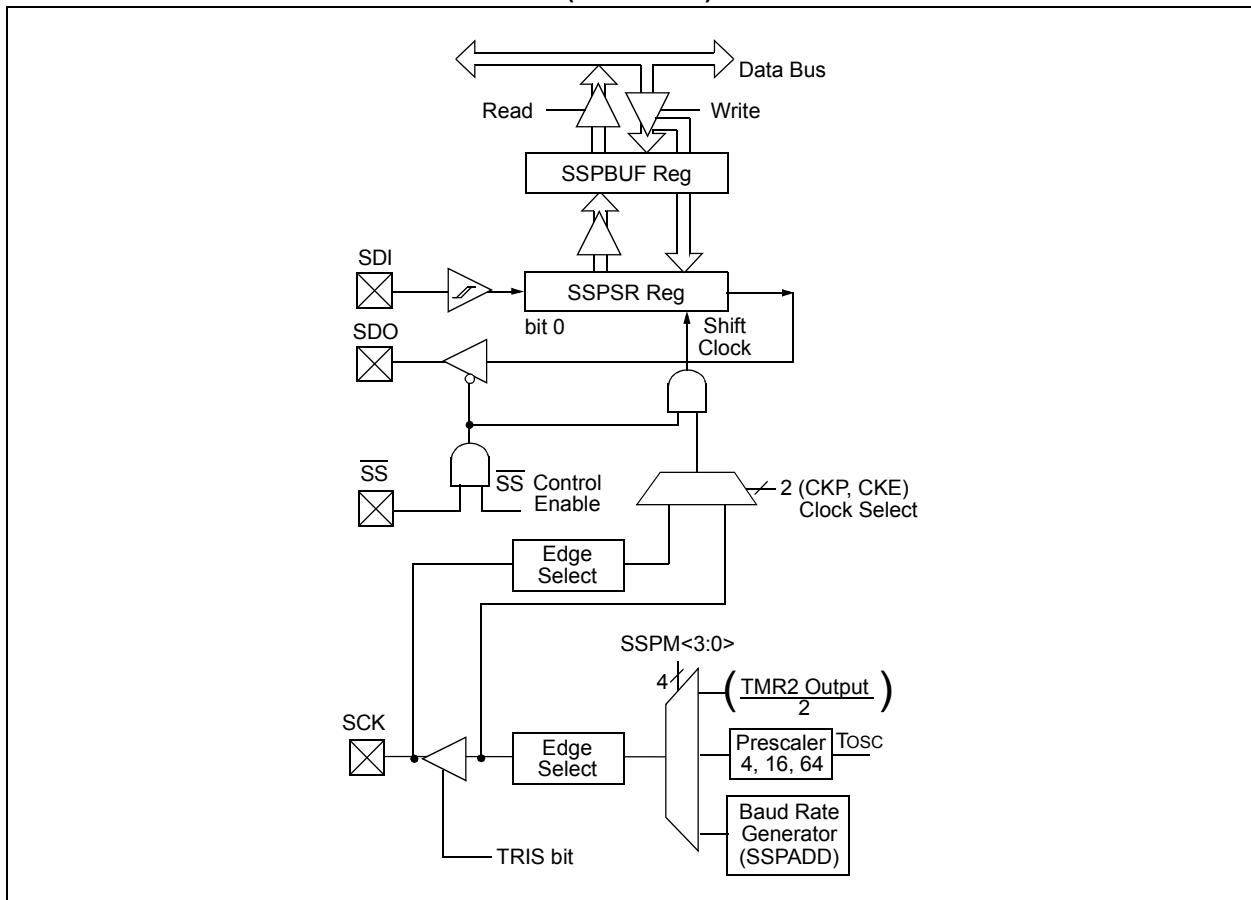 Data Bus
Read
Write
SSPBUF Reg
SDI
SSPSR Reg
bit 0
Shift
Clock
SDO
SS
SS Control
Enable
2 (CKP, CKE)
Clock Select
Edge
Select
SSPM<3:0>
4
(TMR2 Output)
2
SCK
Edge
Select
Prescaler
4, 16, 64
TOSC
Baud Rate
Generator
(SSPADD)
TRIS bit